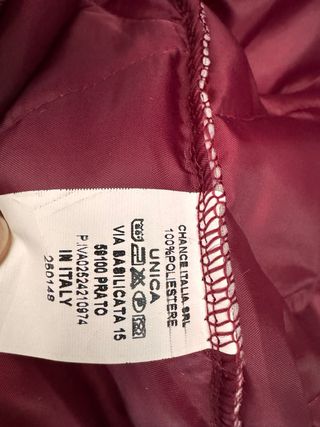 CHANCE ITALIA SRL
100%POLIESTERE
UNICA
VIA BASILICATA 15
59100 PRATO
P.IVA02524210974
IN ITALY
250148